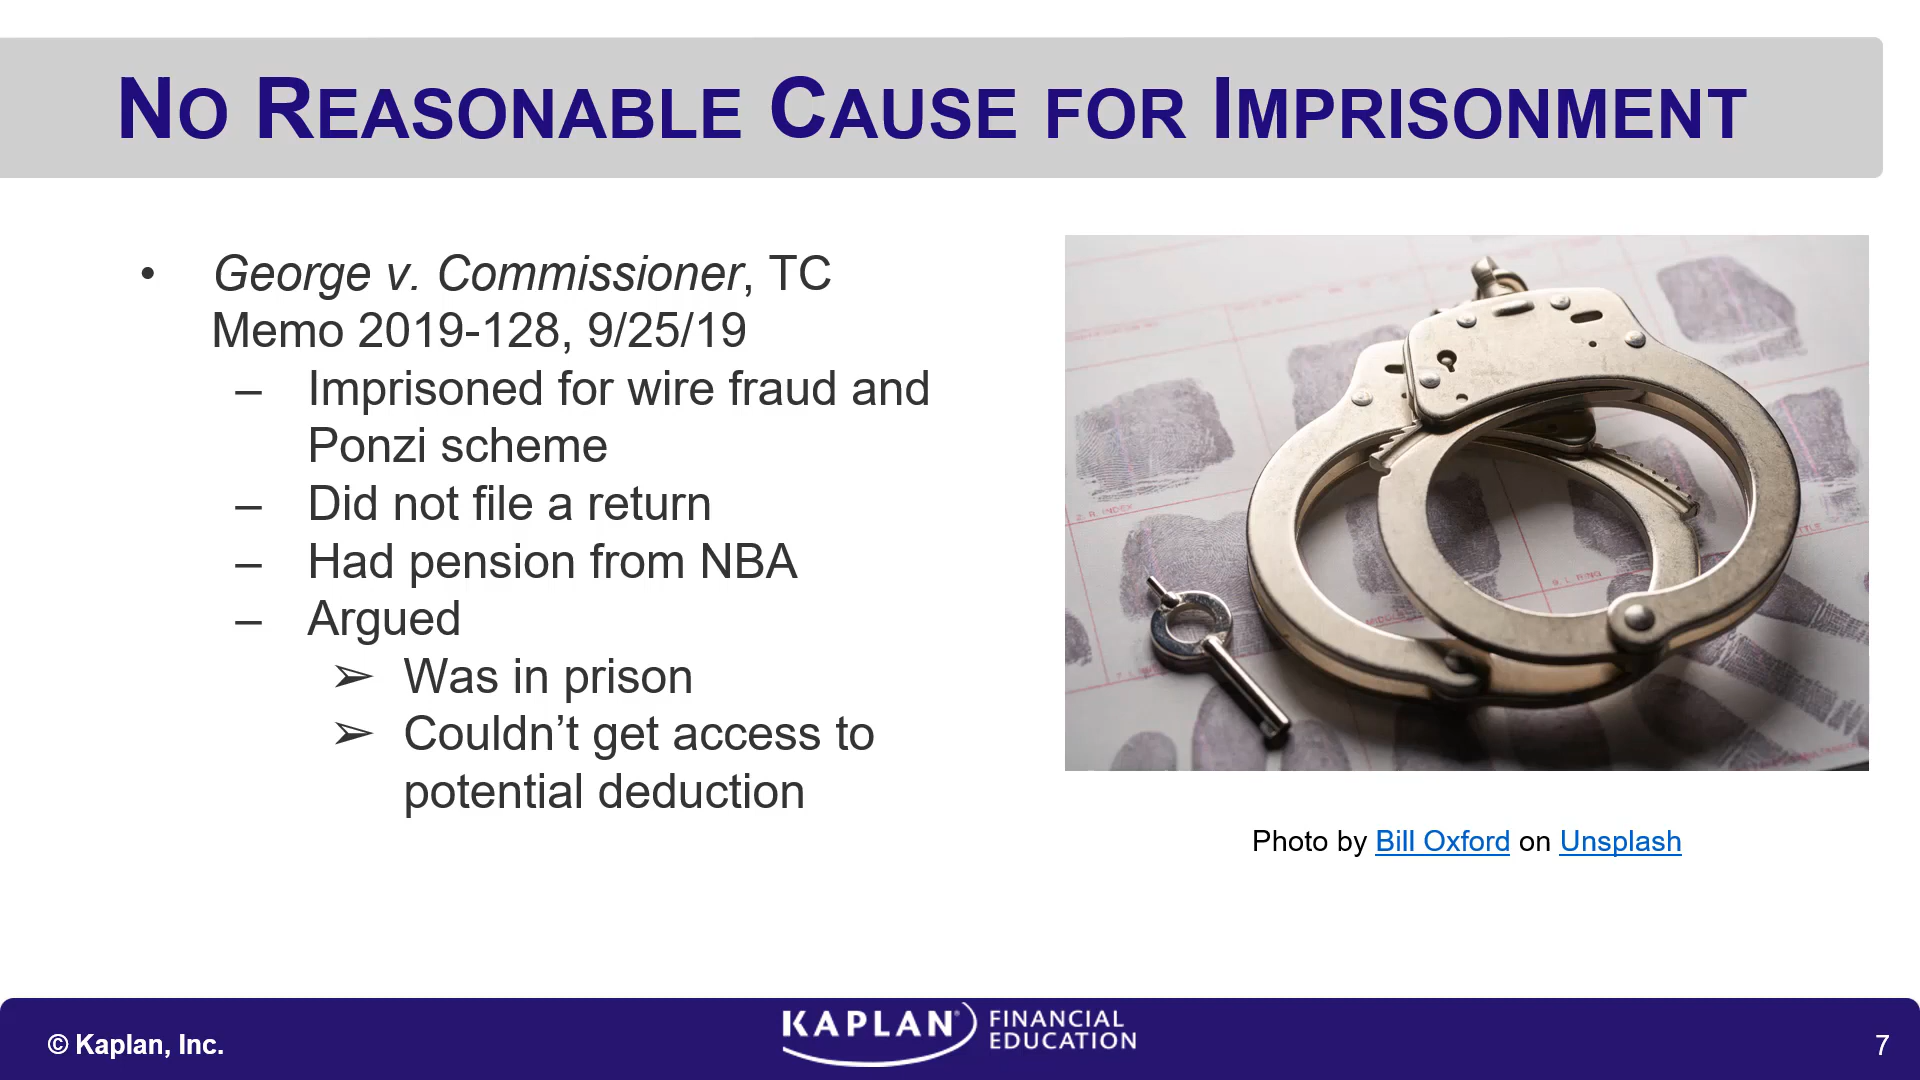 NO REASONABLE CAUSE FOR IMPRISONMENT
• George v. Commissioner, TC
Memo 2019-128, 9/25/19
– Imprisoned for wire fraud and
Ponzi scheme
– Did not file a return
– Had pension from NBA
– Argued
➢ Was in prison
➢ Couldn’t get access to
potential deduction
Photo by Bill Oxford on Unsplash
© Kaplan, Inc.
KAPLAN® FINANCIAL
EDUCATION
7